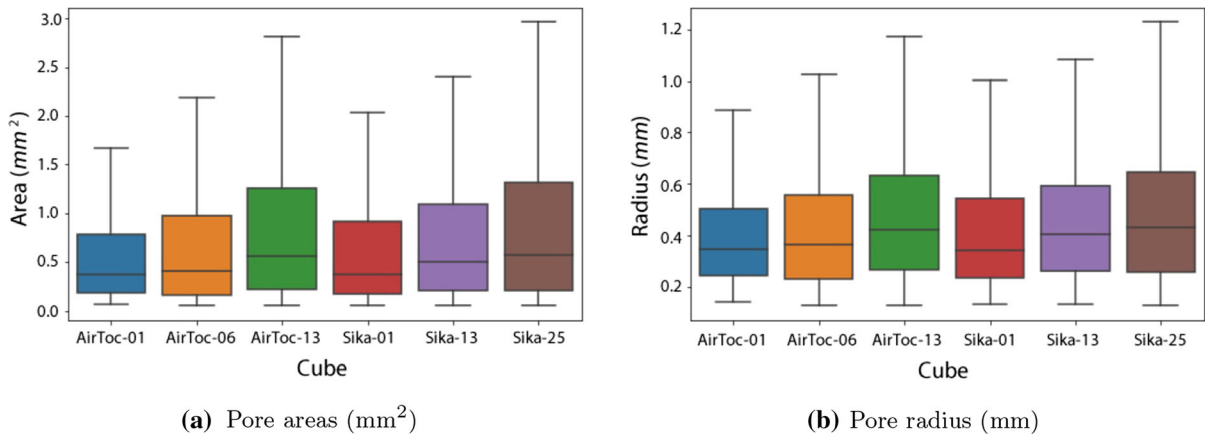 3.0
2.5
2.0
1.5
1.0
0.5
0.0
Area (mm²)
AirToc-01 AirToc-06 AirToc-13 Sika-01 Sika-13 Sika-25
Cube
(a) Pore areas (mm²)
1.2
1.0
0.8
0.6
0.4
0.2
Radius (mm)
AirToc-01 AirToc-06 AirToc-13 Sika-01 Sika-13 Sika-25
Cube
(b) Pore radius (mm)